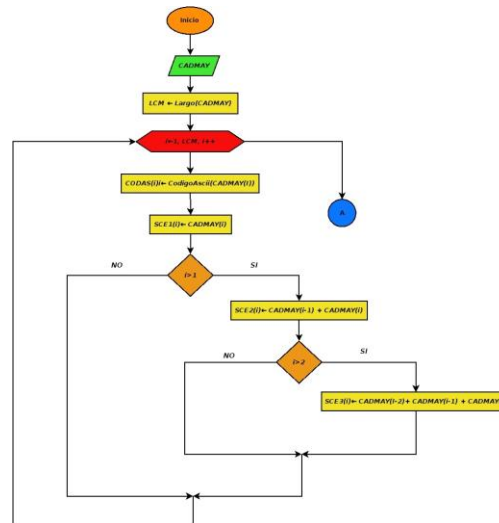 Inicio
CADMAY
LCM ← Largo(CADMAY)
i=1, LCM, i++
CODAS(i)← CodigoAscii(CADMAY(i))
SCE1(i)← CADMAY(i)
A
i>1
NO
SI
SCE2(i)← CADMAY(i-1) + CADMAY(i)
i>2
NO
SI
SCE3(i)← CADMAY(i-2)+ CADMAY(i-1) + CADMAY